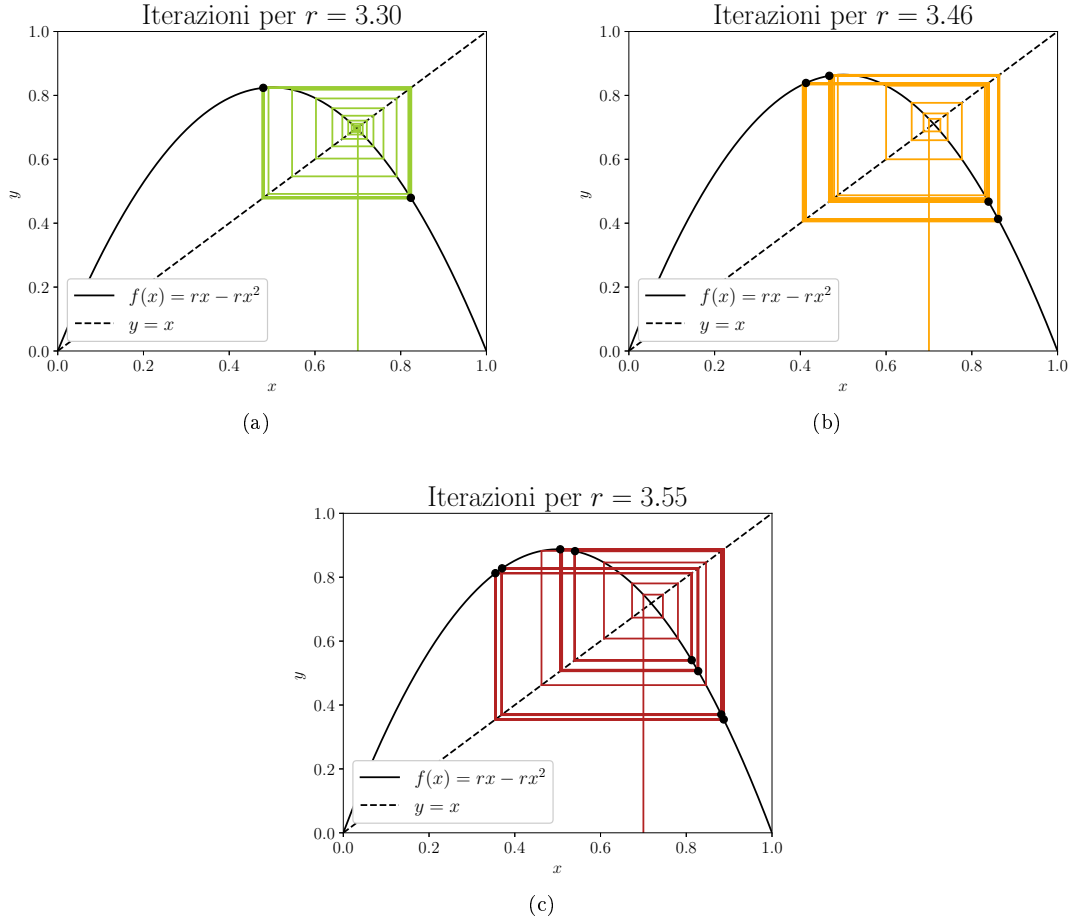 Iterazioni per r = 3.30
1.0
0.8
0.6
0.4
0.2
0.0
y
f(x) = rx − rx²
y = x
0.0 0.2 0.4 0.6 0.8 1.0
x
(a)
Iterazioni per r = 3.46
1.0
0.8
0.6
0.4
0.2
0.0
y
f(x) = rx − rx²
y = x
0.0 0.2 0.4 0.6 0.8 1.0
x
(b)
Iterazioni per r = 3.55
1.0
0.8
0.6
0.4
0.2
0.0
y
f(x) = rx − rx²
y = x
0.0 0.2 0.4 0.6 0.8 1.0
x
(c)